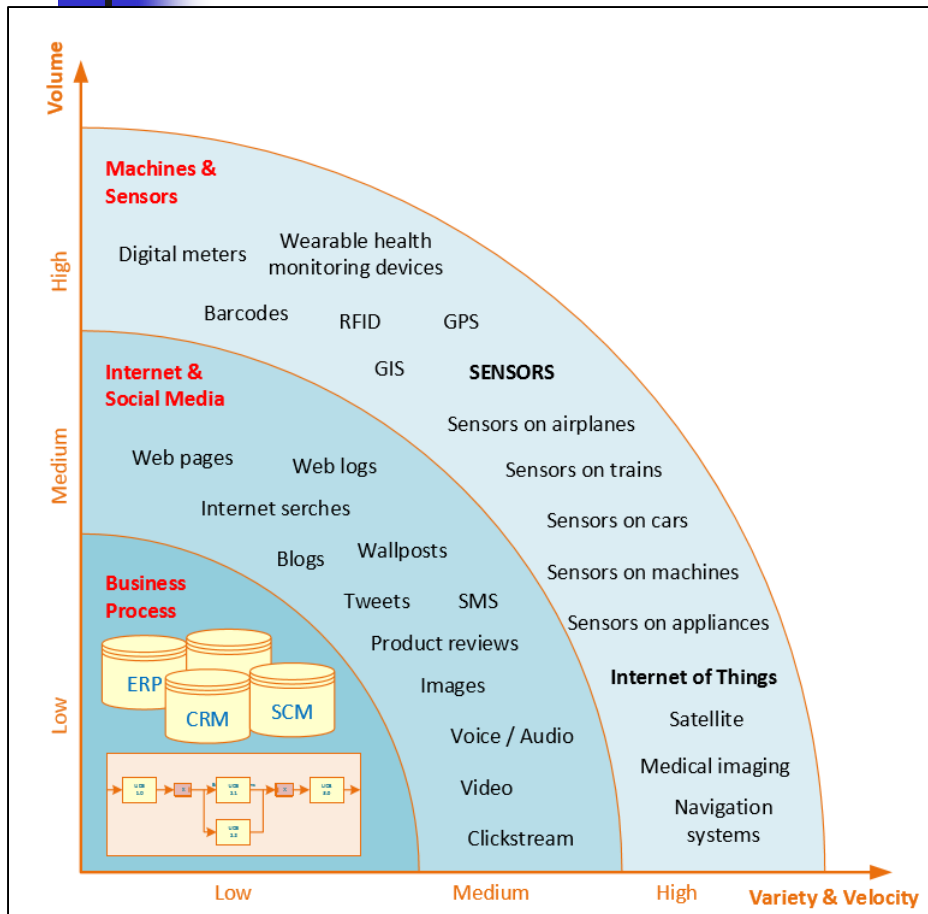 Volume
Machines &
Sensors
Digital meters
Wearable health
monitoring devices
High
Barcodes
RFID
GPS
GIS
SENSORS
Internet &
Social Media
Sensors on airplanes
Medium
Web pages
Web logs
Sensors on trains
Internet serches
Sensors on cars
Blogs
Wallposts
Business
Process
Sensors on machines
Tweets
SMS
Sensors on appliances
Product reviews
ERP
CRM
SCM
Images
Internet of Things
Low
Satellite
Voice / Audio
Medical imaging
Video
Navigation
systems
Clickstream
Low
Medium
High
Variety & Velocity